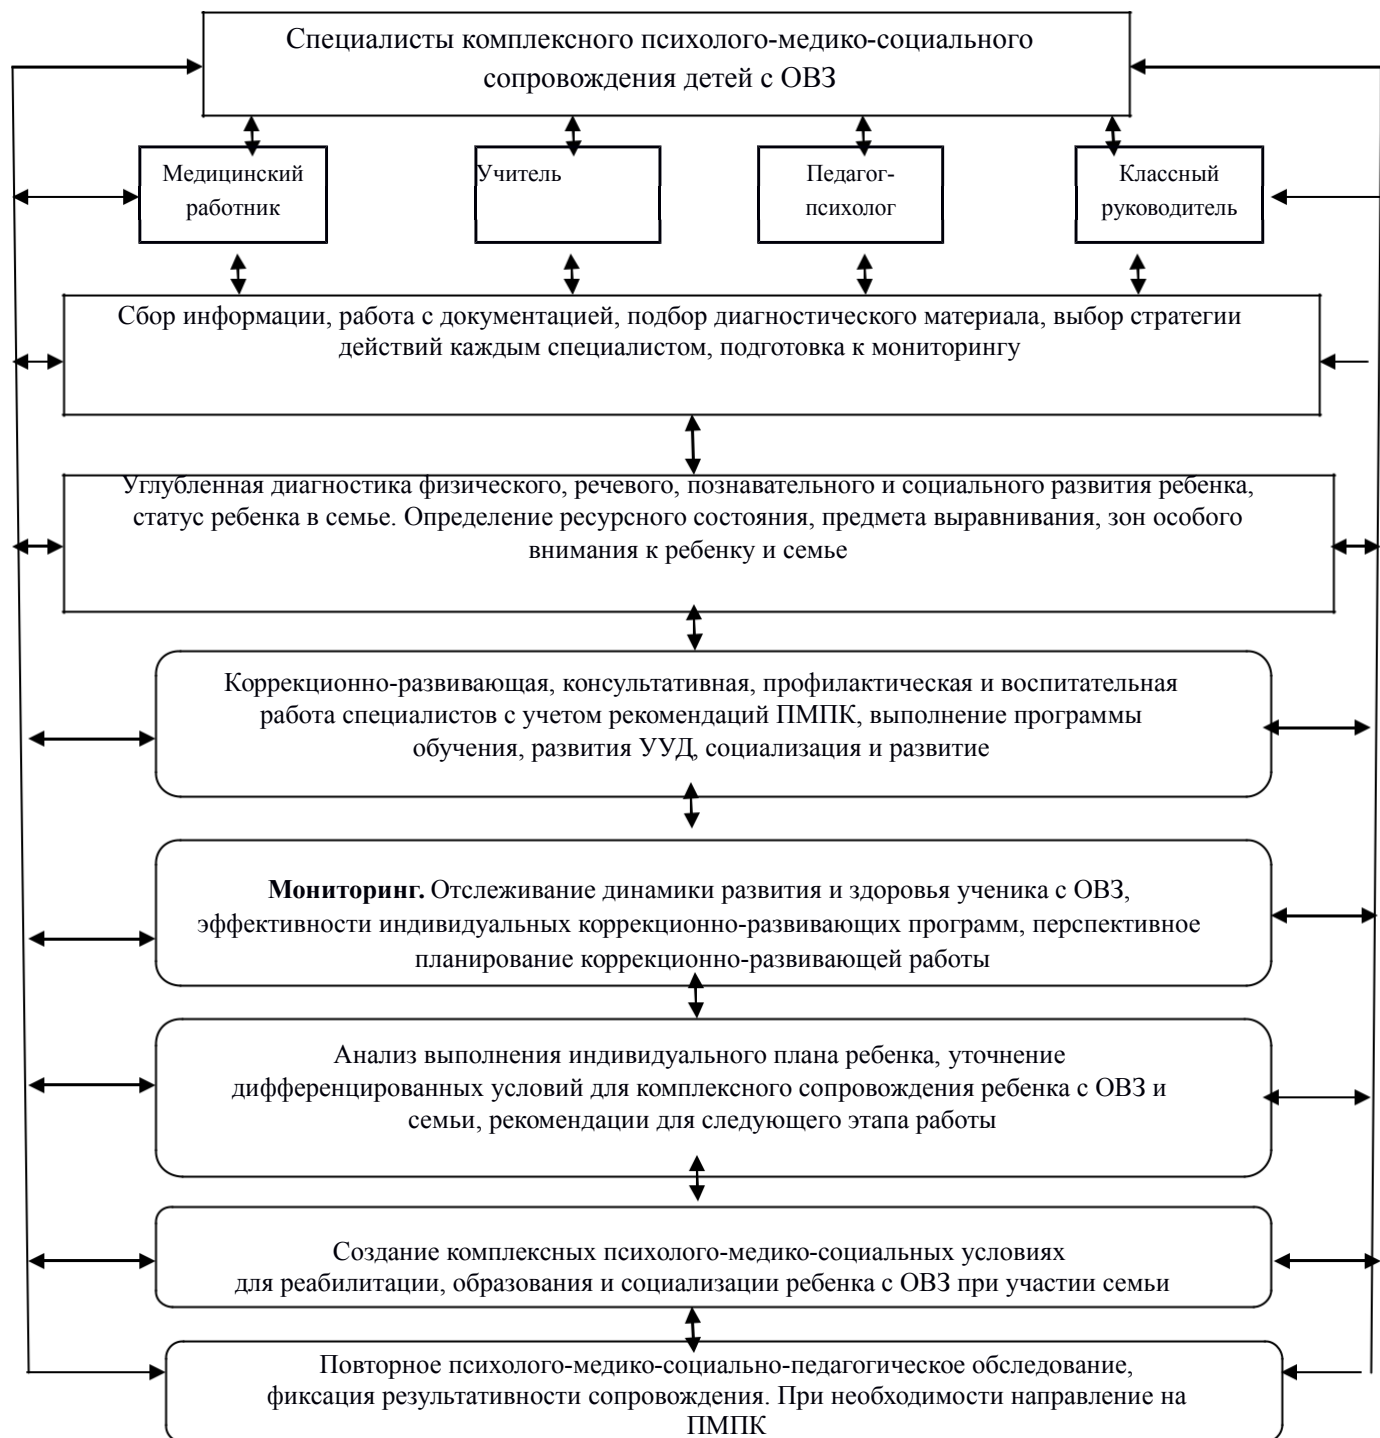 Специалисты комплексного психолого-медико-социального
сопровождения детей с ОВЗ
Медицинский
работник
Учитель
Педагог-
психолог
Классный
руководитель
Сбор информации, работа с документацией, подбор диагностического материала, выбор стратегии
действий каждым специалистом, подготовка к мониторингу
Углубленная диагностика физического, речевого, познавательного и социального развития ребенка,
статус ребенка в семье. Определение ресурсного состояния, предмета выравнивания, зон особого
внимания к ребенку и семье
Коррекционно-развивающая, консультативная, профилактическая и воспитательная
работа специалистов с учетом рекомендаций ПМПК, выполнение программы
обучения, развития УУД, социализация и развитие
Мониторинг. Отслеживание динамики развития и здоровья ученика с ОВЗ,
эффективности индивидуальных коррекционно-развивающих программ, перспективное
планирование коррекционно-развивающей работы
Анализ выполнения индивидуального плана ребенка, уточнение
дифференцированных условий для комплексного сопровождения ребенка с ОВЗ и
семьи, рекомендации для следующего этапа работы
Создание комплексных психолого-медико-социальных условиях
для реабилитации, образования и социализации ребенка с ОВЗ при участии семьи
Повторное психолого-медико-социально-педагогическое обследование,
фиксация результативности сопровождения. При необходимости направление на
ПМПК